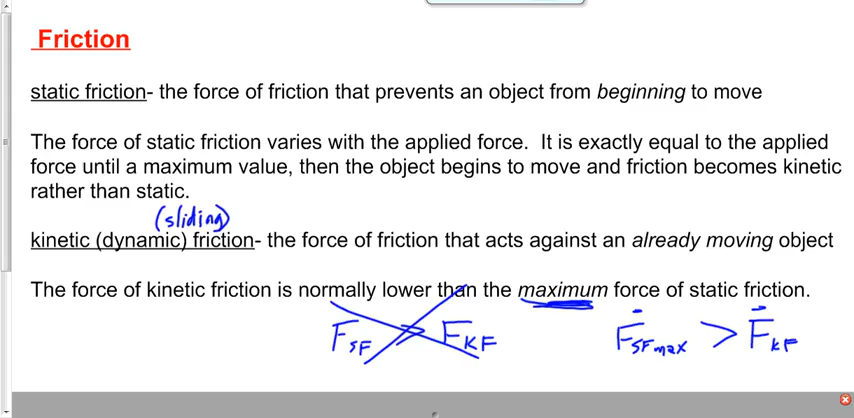 Friction
static friction- the force of friction that prevents an object from beginning to move
The force of static friction varies with the applied force.  It is exactly equal to the applied
force until a maximum value, then the object begins to move and friction becomes kinetic
rather than static.
(sliding)
kinetic (dynamic) friction- the force of friction that acts against an already moving object
The force of kinetic friction is normally lower than the maximum force of static friction.
F_SF > F_KF F_SFmax > F_KF